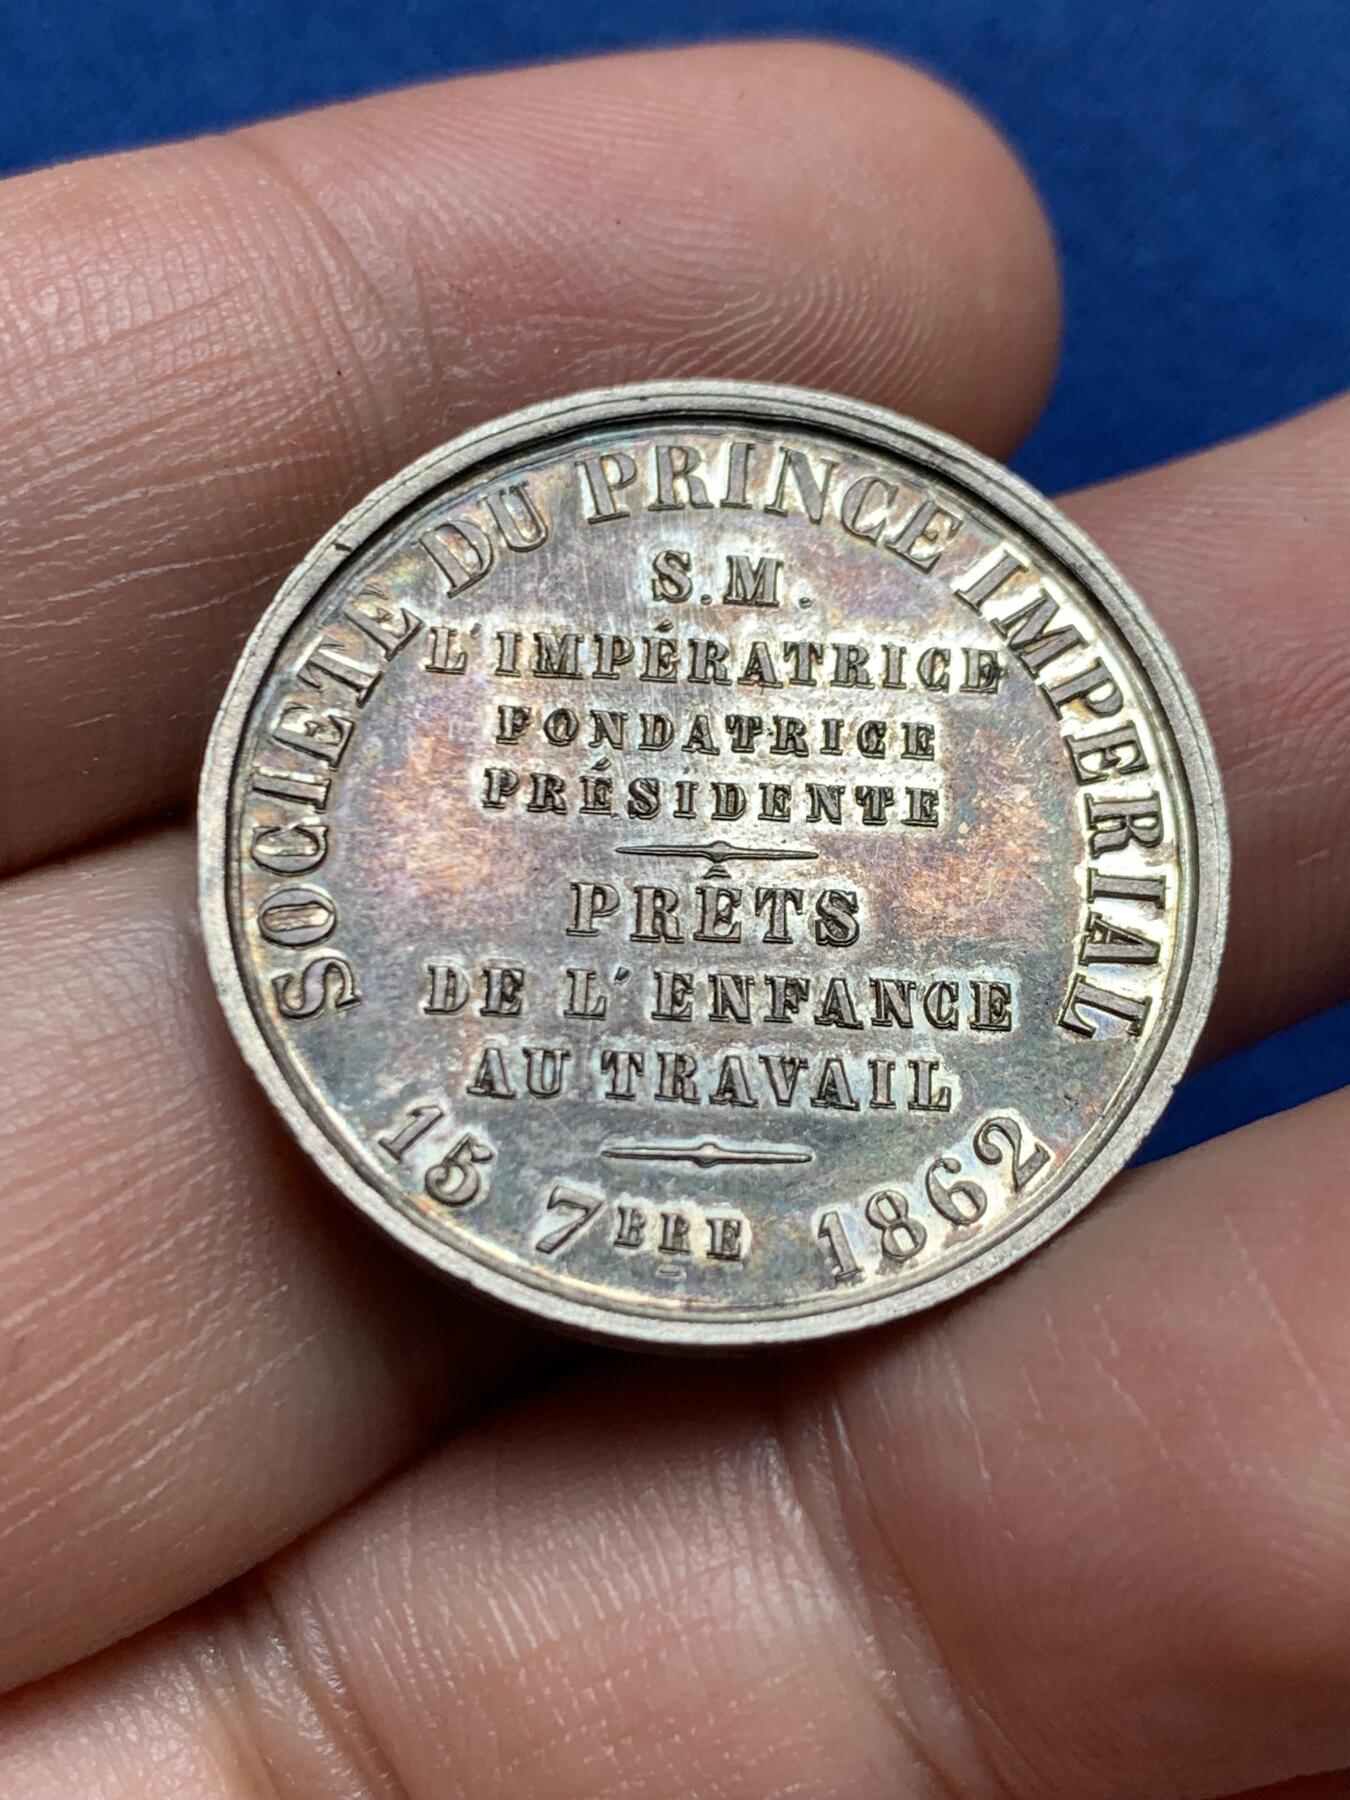 SOCIETE DU PRINCE IMPERIAL
S. M.
L'IMPÉRATRICE
FONDATRICE
PRÉSIDENTE
PRÊTS
DE L'ENFANCE
AU TRAVAIL
15 7BRE 1862